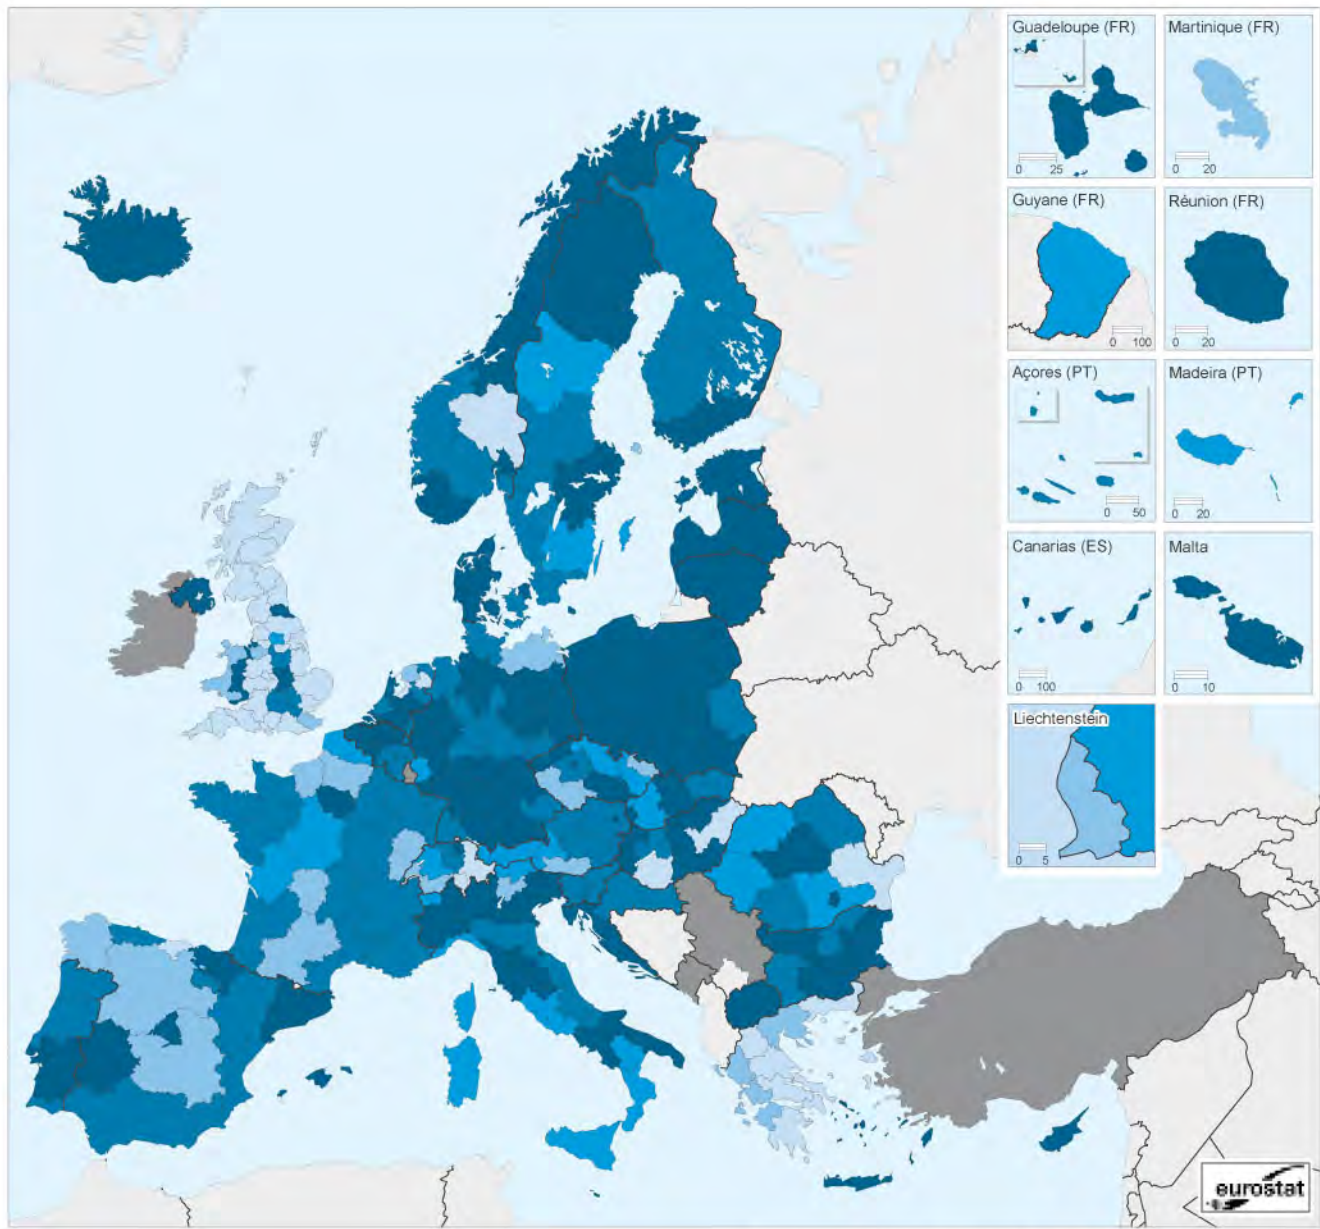 Guadeloupe (FR)
0 25
Martinique (FR)
0 20
Guyane (FR)
0 100
Réunion (FR)
0 20
Açores (PT)
0 50
Madeira (PT)
0 20
Canarias (ES)
0 100
Malta
0 10
Liechtenstein
0 5
eurostat